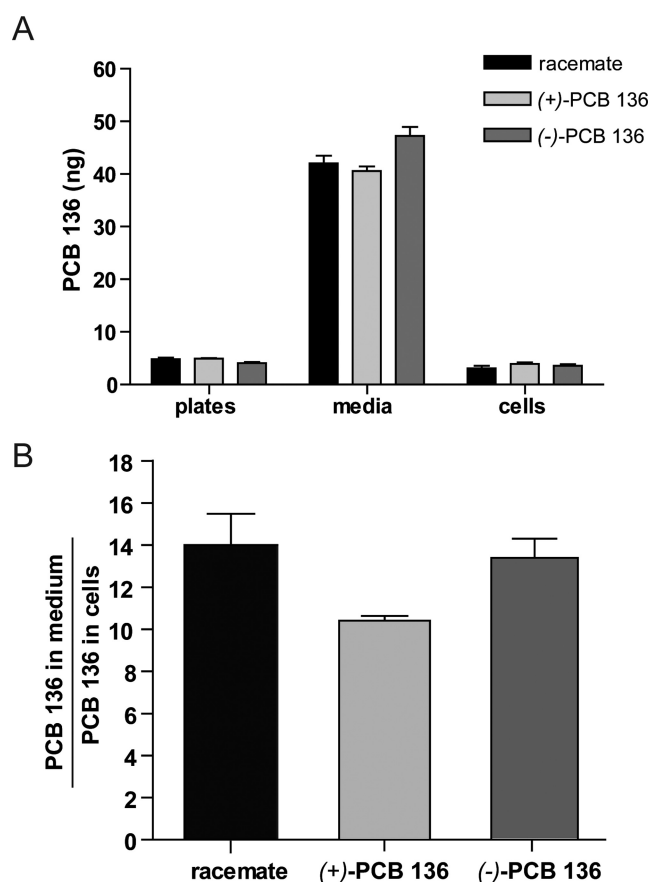 A
racemate
(+)-PCB 136
(-)-PCB 136
PCB 136 (ng)
60
50
40
30
20
10
0
plates media cells
B
PCB 136 in medium
PCB 136 in cells
18
16
14
12
10
8
6
4
2
0
racemate (+)-PCB 136 (-)-PCB 136